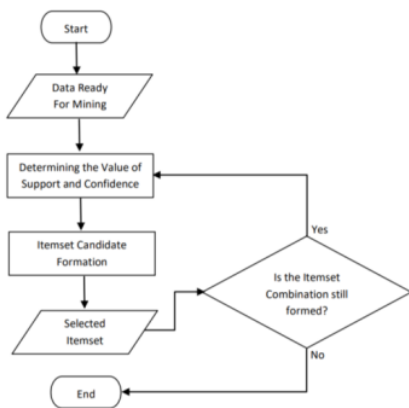 Start
Data Ready
For Mining
Determining the Value of
Support and Confidence
Itemset Candidate
Formation
Selected
Itemset
Is the Itemset
Combination still
formed?
Yes
No
End